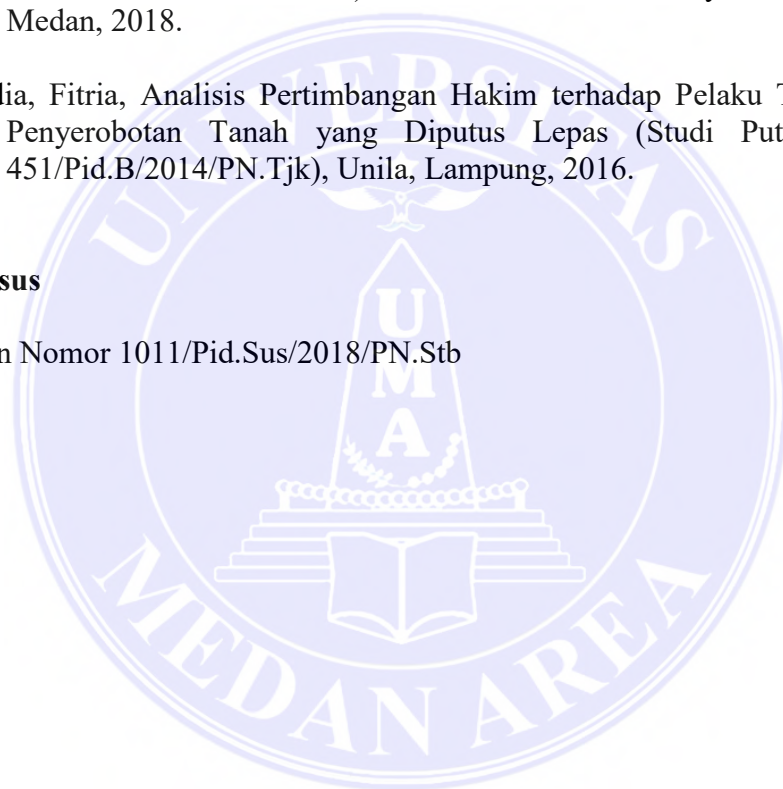 Medan, 2018.
dia, Fitria, Analisis Pertimbangan Hakim terhadap Pelaku T
Penyerobotan Tanah yang Diputus Lepas (Studi Put
451/Pid.B/2014/PN.Tjk), Unila, Lampung, 2016.
sus
n Nomor 1011/Pid.Sus/2018/PN.Stb
UNIVERSITAS
UMA
MEDAN AREA